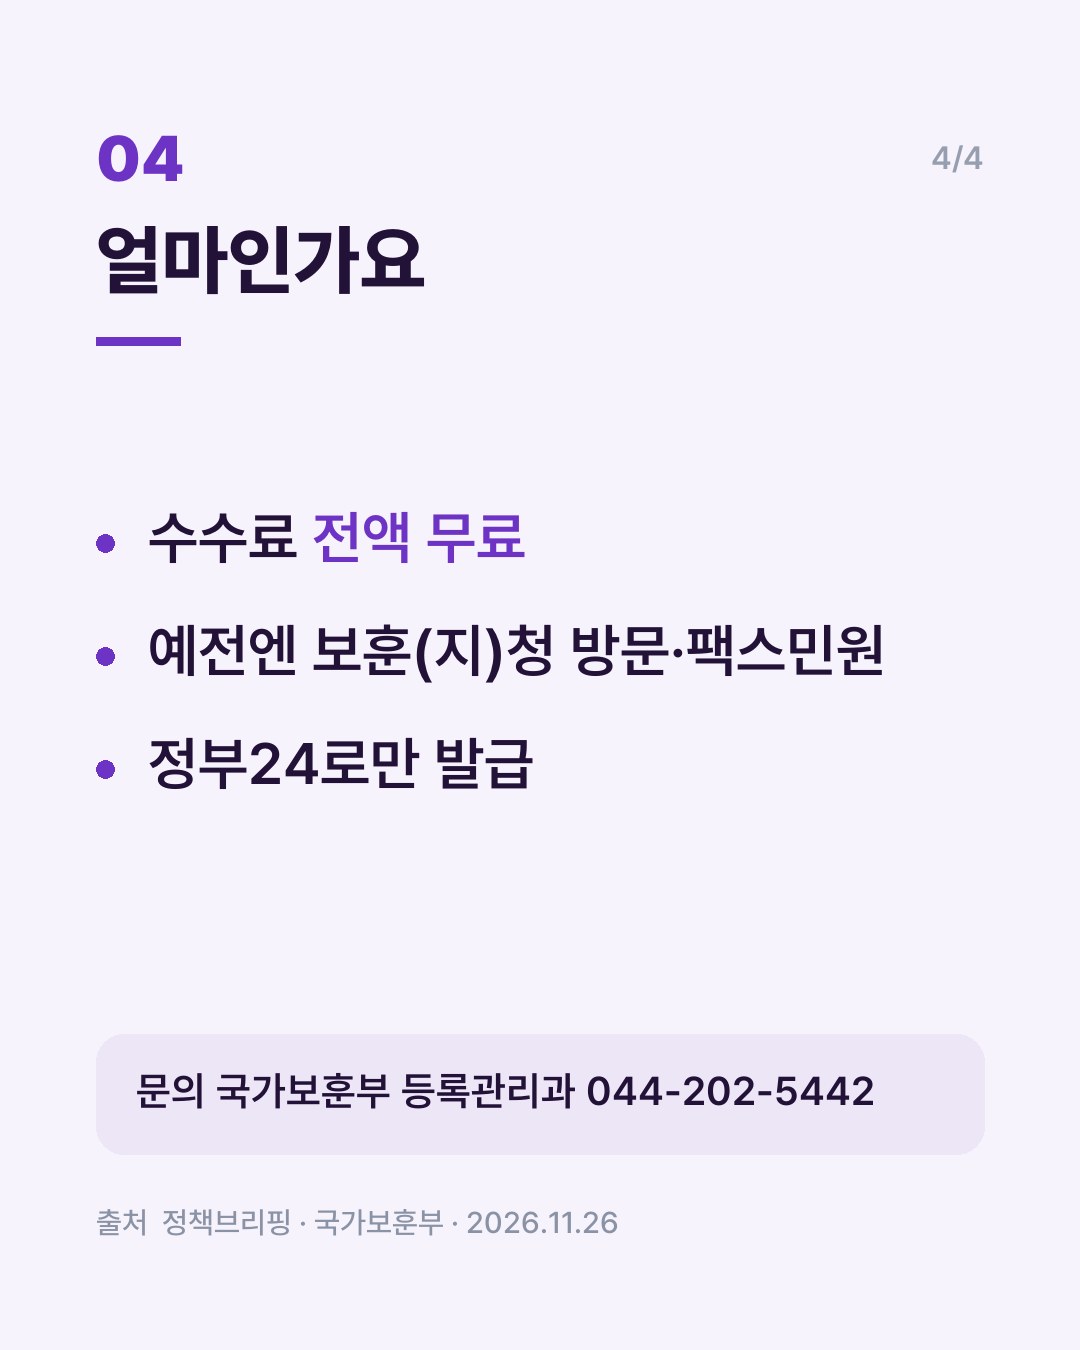 04
4/4
얼마인가요
수수료 전액 무료
예전엔 보훈(지)청 방문·팩스민원
정부24로만 발급
문의 국가보훈부 등록관리과 044-202-5442
출처 정책브리핑 · 국가보훈부 · 2026.11.26